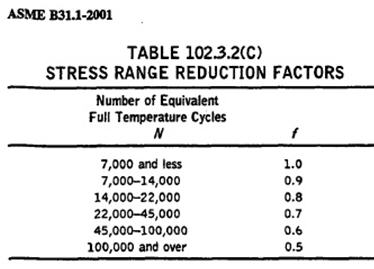 ASME B31.1-2001
TABLE 102.3.2(C)
STRESS RANGE REDUCTION FACTORS
Number of Equivalent
Full Temperature Cycles
N f
7,000 and less 1.0
7,000–14,000 0.9
14,000–22,000 0.8
22,000–45,000 0.7
45,000–100,000 0.6
100,000 and over 0.5